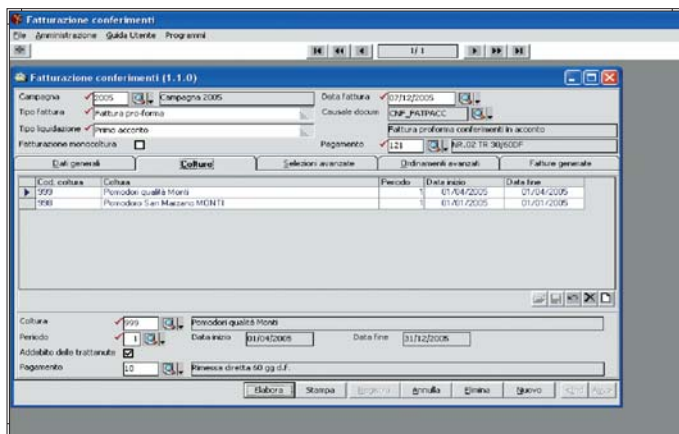 Fatturazione conferimenti
File Amministrazione Guida Utente Programmi
1/ 1
Fatturazione conferimenti (1.1.0)
Campagna 2005 Campagna 2005 Data fattura 07/12/2005
Tipo fattura Fattura pro-forma Causale docum CNF_FATPACC
Tipo liquidazione Primo acconto Fattura proforma conferimenti in acconto
Fatturazione monocoltura Pagamento 121 NR.02 TR 30/60DF
Dati generali Colture Selezioni avanzate Ordinamenti avanzati Fatture generate
Cod. coltura Coltura Periodo Data inizio Data fine
999 Pomodori qualità Monti 1 01/04/2005 01/04/2005
998 Pomodoro San Marzano MONTI 1 01/01/2005 01/01/2005
Coltura 999 Pomodori qualità Monti
Periodo 1 Data inizio 01/04/2005 Data fine 31/12/2005
Addebito delle trattenute
Pagamento 10 Rimessa diretta 60 gg d.f.
Elabora Stampa Annulla Elimina Nuovo